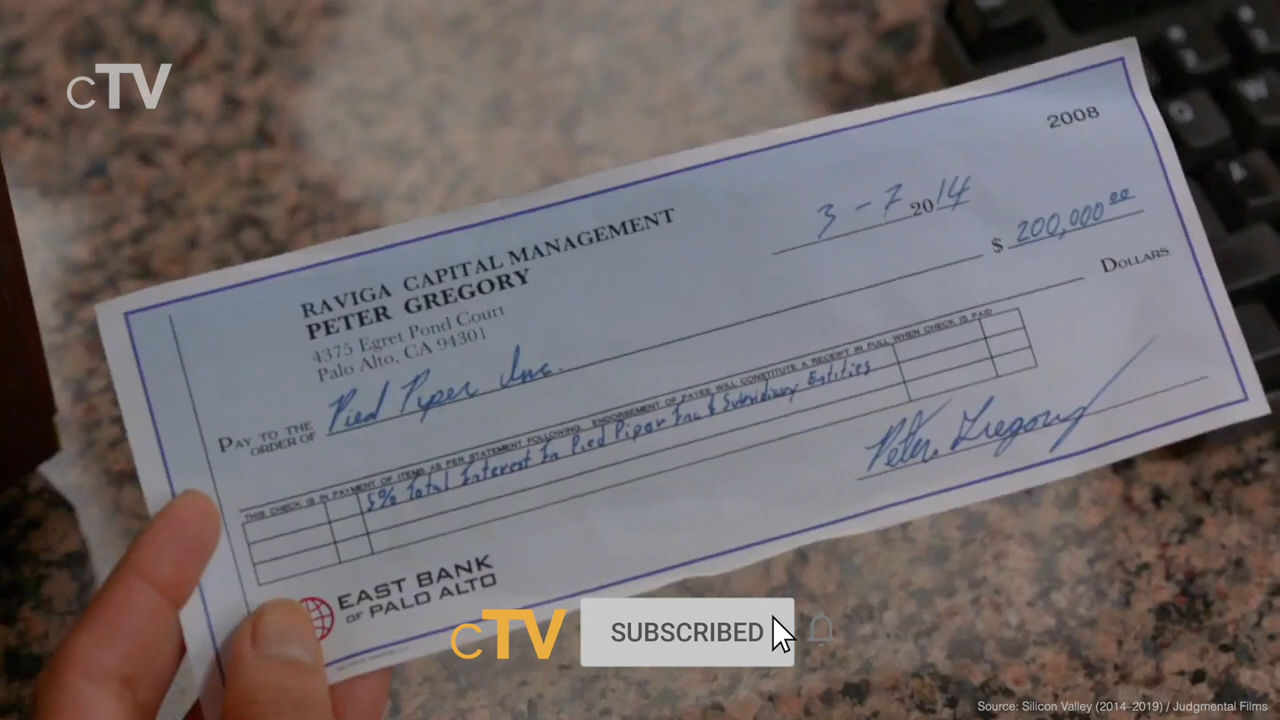 cTV
2008
3-7 2014
$ 200,000 00
DOLLARS
RAVIGA CAPITAL MANAGEMENT
PETER GREGORY
4375 Egret Pond Court
Palo Alto, CA 94301
PAY TO THE
ORDER OF
Pied Piper Inc.
THIS CHECK IS IN PAYMENT OF ITEMS AS PER STATEMENT FOLLOWING. ENDORSEMENT OF PAYEE WILL CONSTITUTE A RECEIPT IN FULL WHEN CHECK IS PAID
5% Total Interest In Pied Piper Inc & Subsidiary Entities
Peter Gregory
EAST BANK
OF PALO ALTO
cTV SUBSCRIBED
Source: Silicon Valley (2014–2019) / Judgmental Films